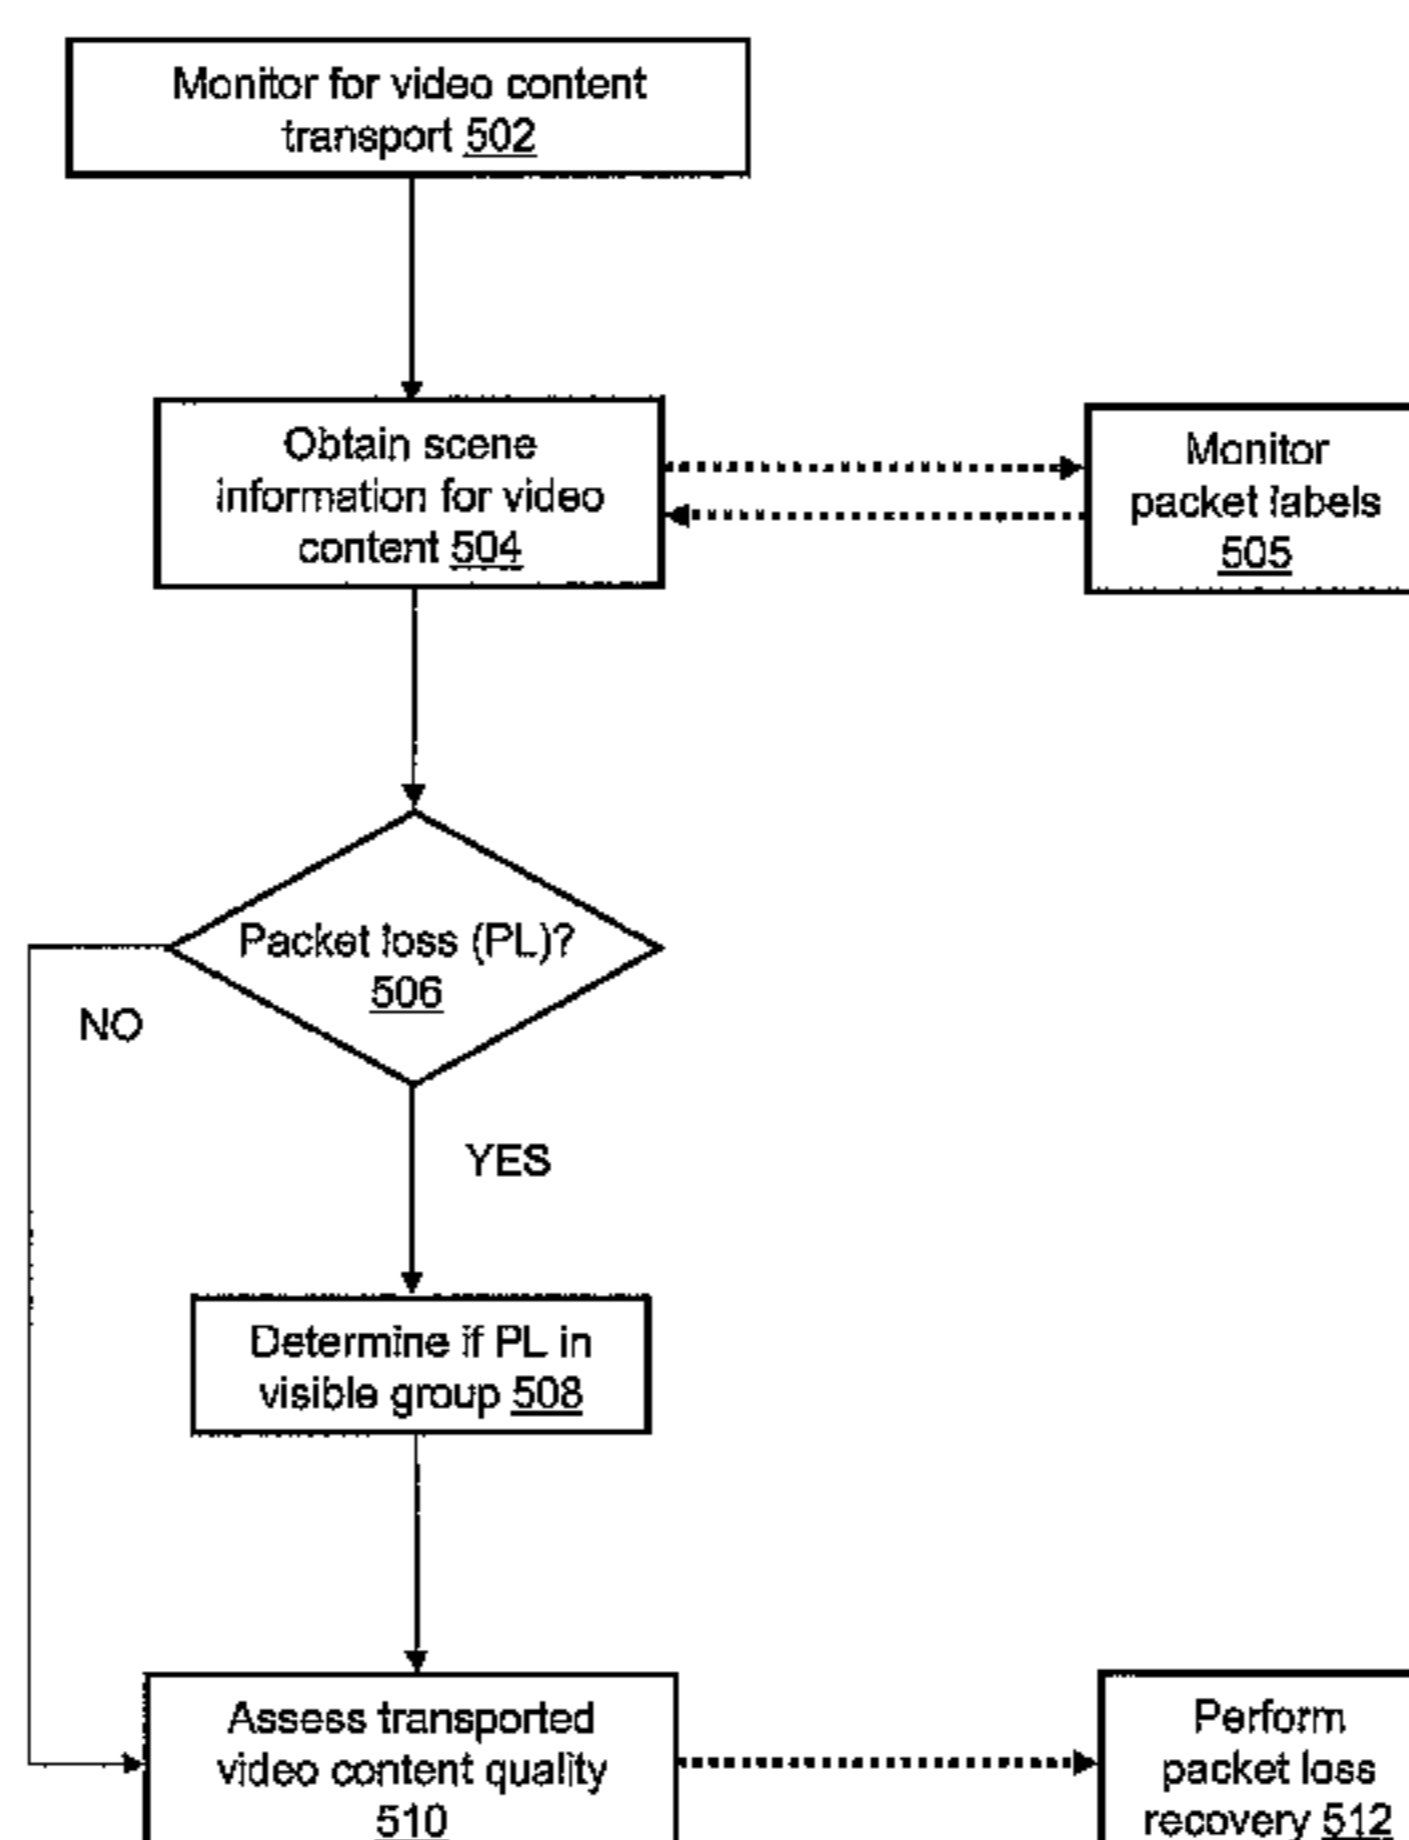 Monitor for video content
transport 502
Obtain scene
information for video
content 504
Monitor
packet labels
505
Packet loss (PL)?
506
NO
YES
Determine if PL in
visible group 508
Assess transported
video content quality
510
Perform
packet loss
recovery 512